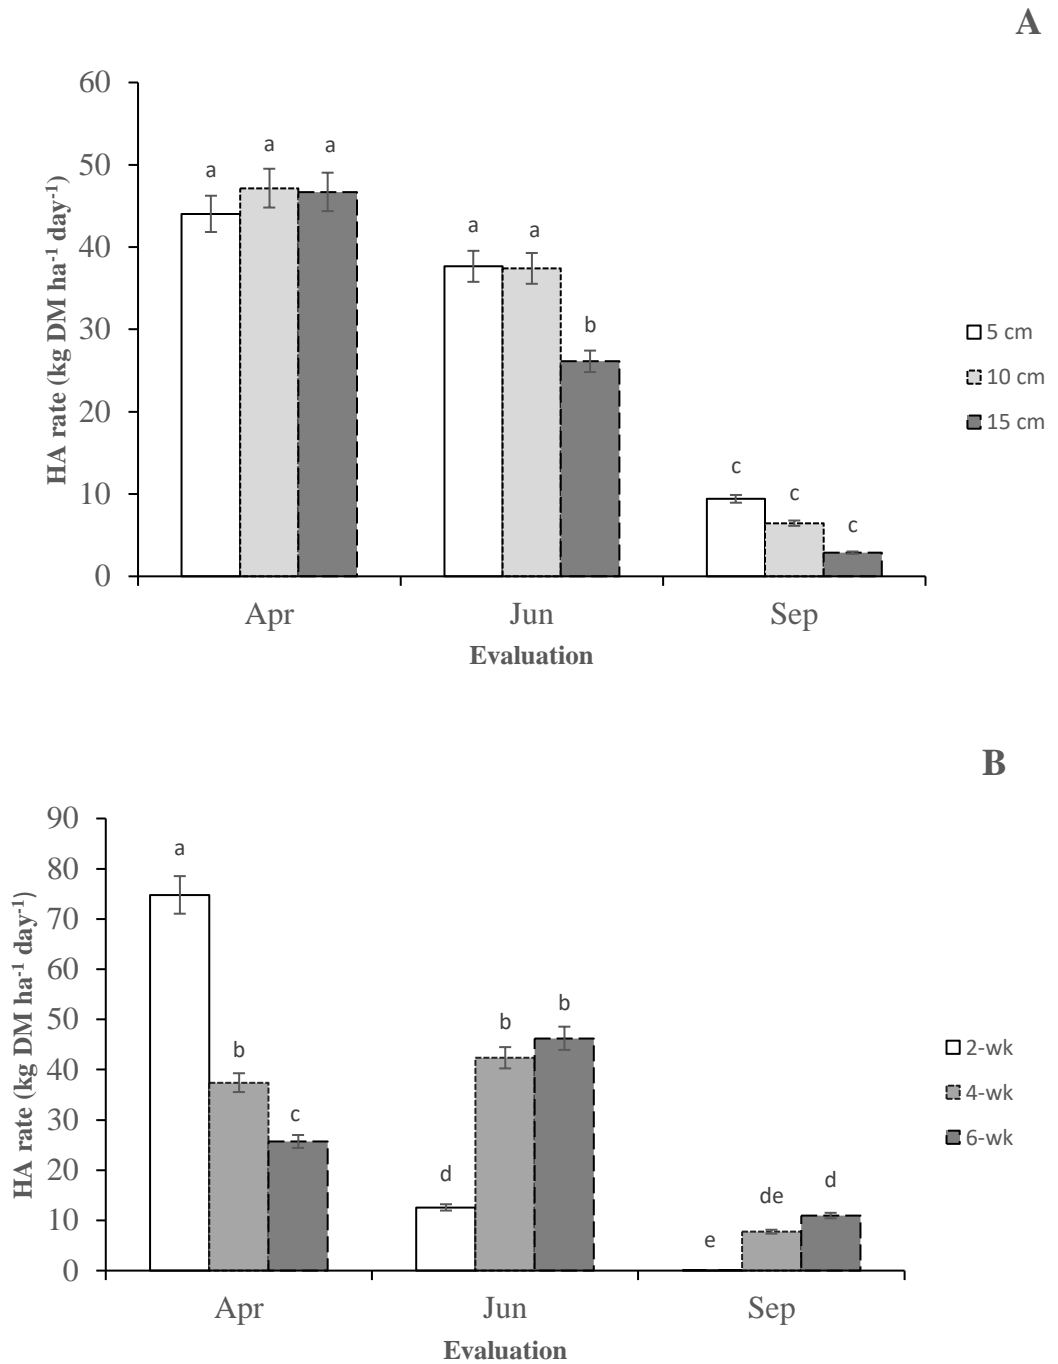 A
60
50
40
30
20
10
0
HA rate (kg DM ha⁻¹ day⁻¹)
a a a
a a b
c c c
Apr Jun Sep
Evaluation
5 cm
10 cm
15 cm
B
90
80
70
60
50
40
30
20
10
0
HA rate (kg DM ha⁻¹ day⁻¹)
a b c
d b b
e de d
Apr Jun Sep
Evaluation
2-wk
4-wk
6-wk